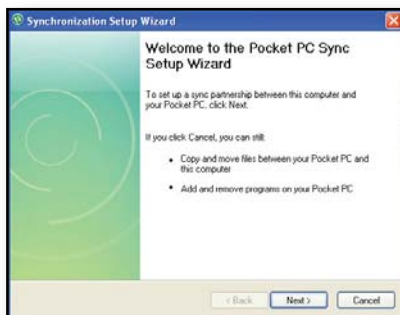 Synchronization Setup Wizard
Welcome to the Pocket PC Sync
Setup Wizard
To set up a sync partnership between this computer and
your Pocket PC, click Next.
If you click Cancel, you can still:
• Copy and move files between your Pocket PC and
this computer
• Add and remove programs on your Pocket PC
< Back Next > Cancel